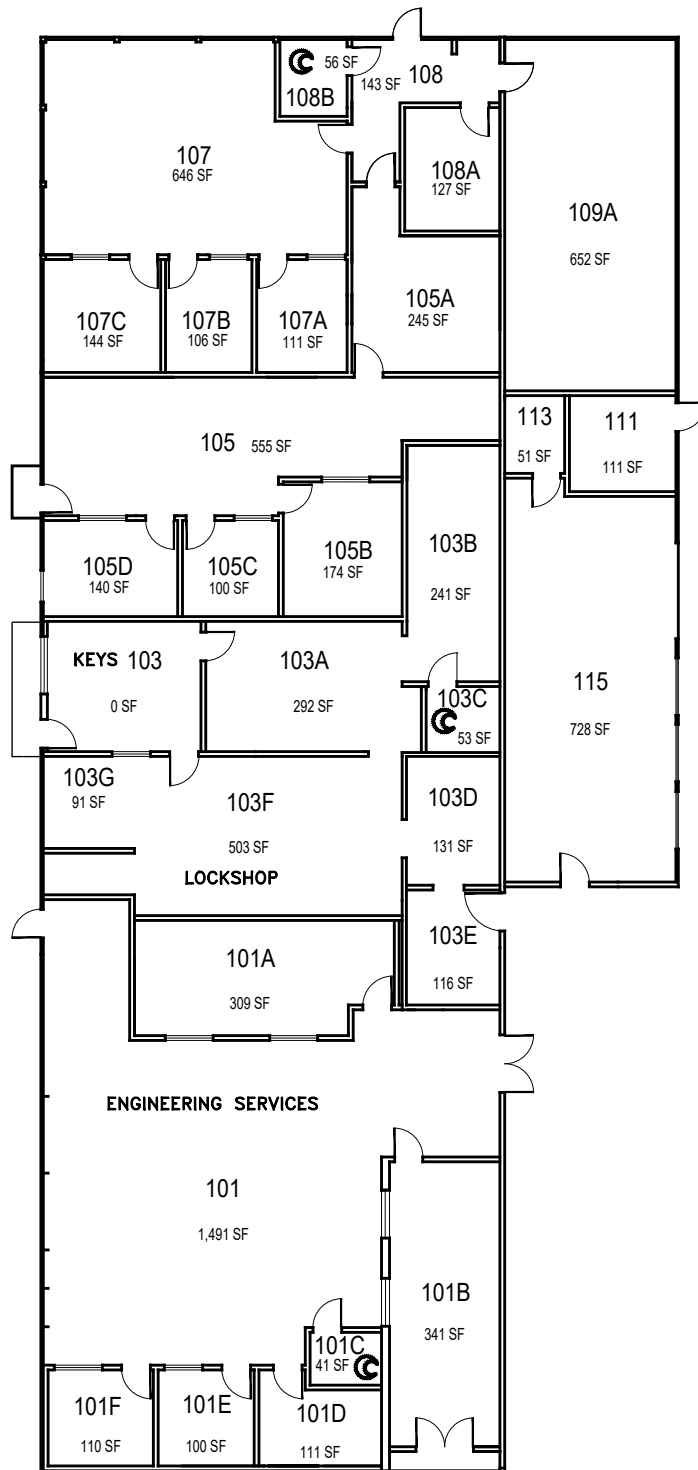 56 SF
108B
143 SF
108
107
646 SF
108A
127 SF
109A
652 SF
107C
144 SF
107B
106 SF
107A
111 SF
105A
245 SF
105
555 SF
113
51 SF
111
111 SF
105D
140 SF
105C
100 SF
105B
174 SF
103B
241 SF
KEYS 103
0 SF
103A
292 SF
103C
53 SF
115
728 SF
103G
91 SF
103F
503 SF
LOCKSHOP
103D
131 SF
103E
116 SF
101A
309 SF
ENGINEERING SERVICES
101
1,491 SF
101B
341 SF
101C
41 SF
101F
110 SF
101E
100 SF
101D
111 SF